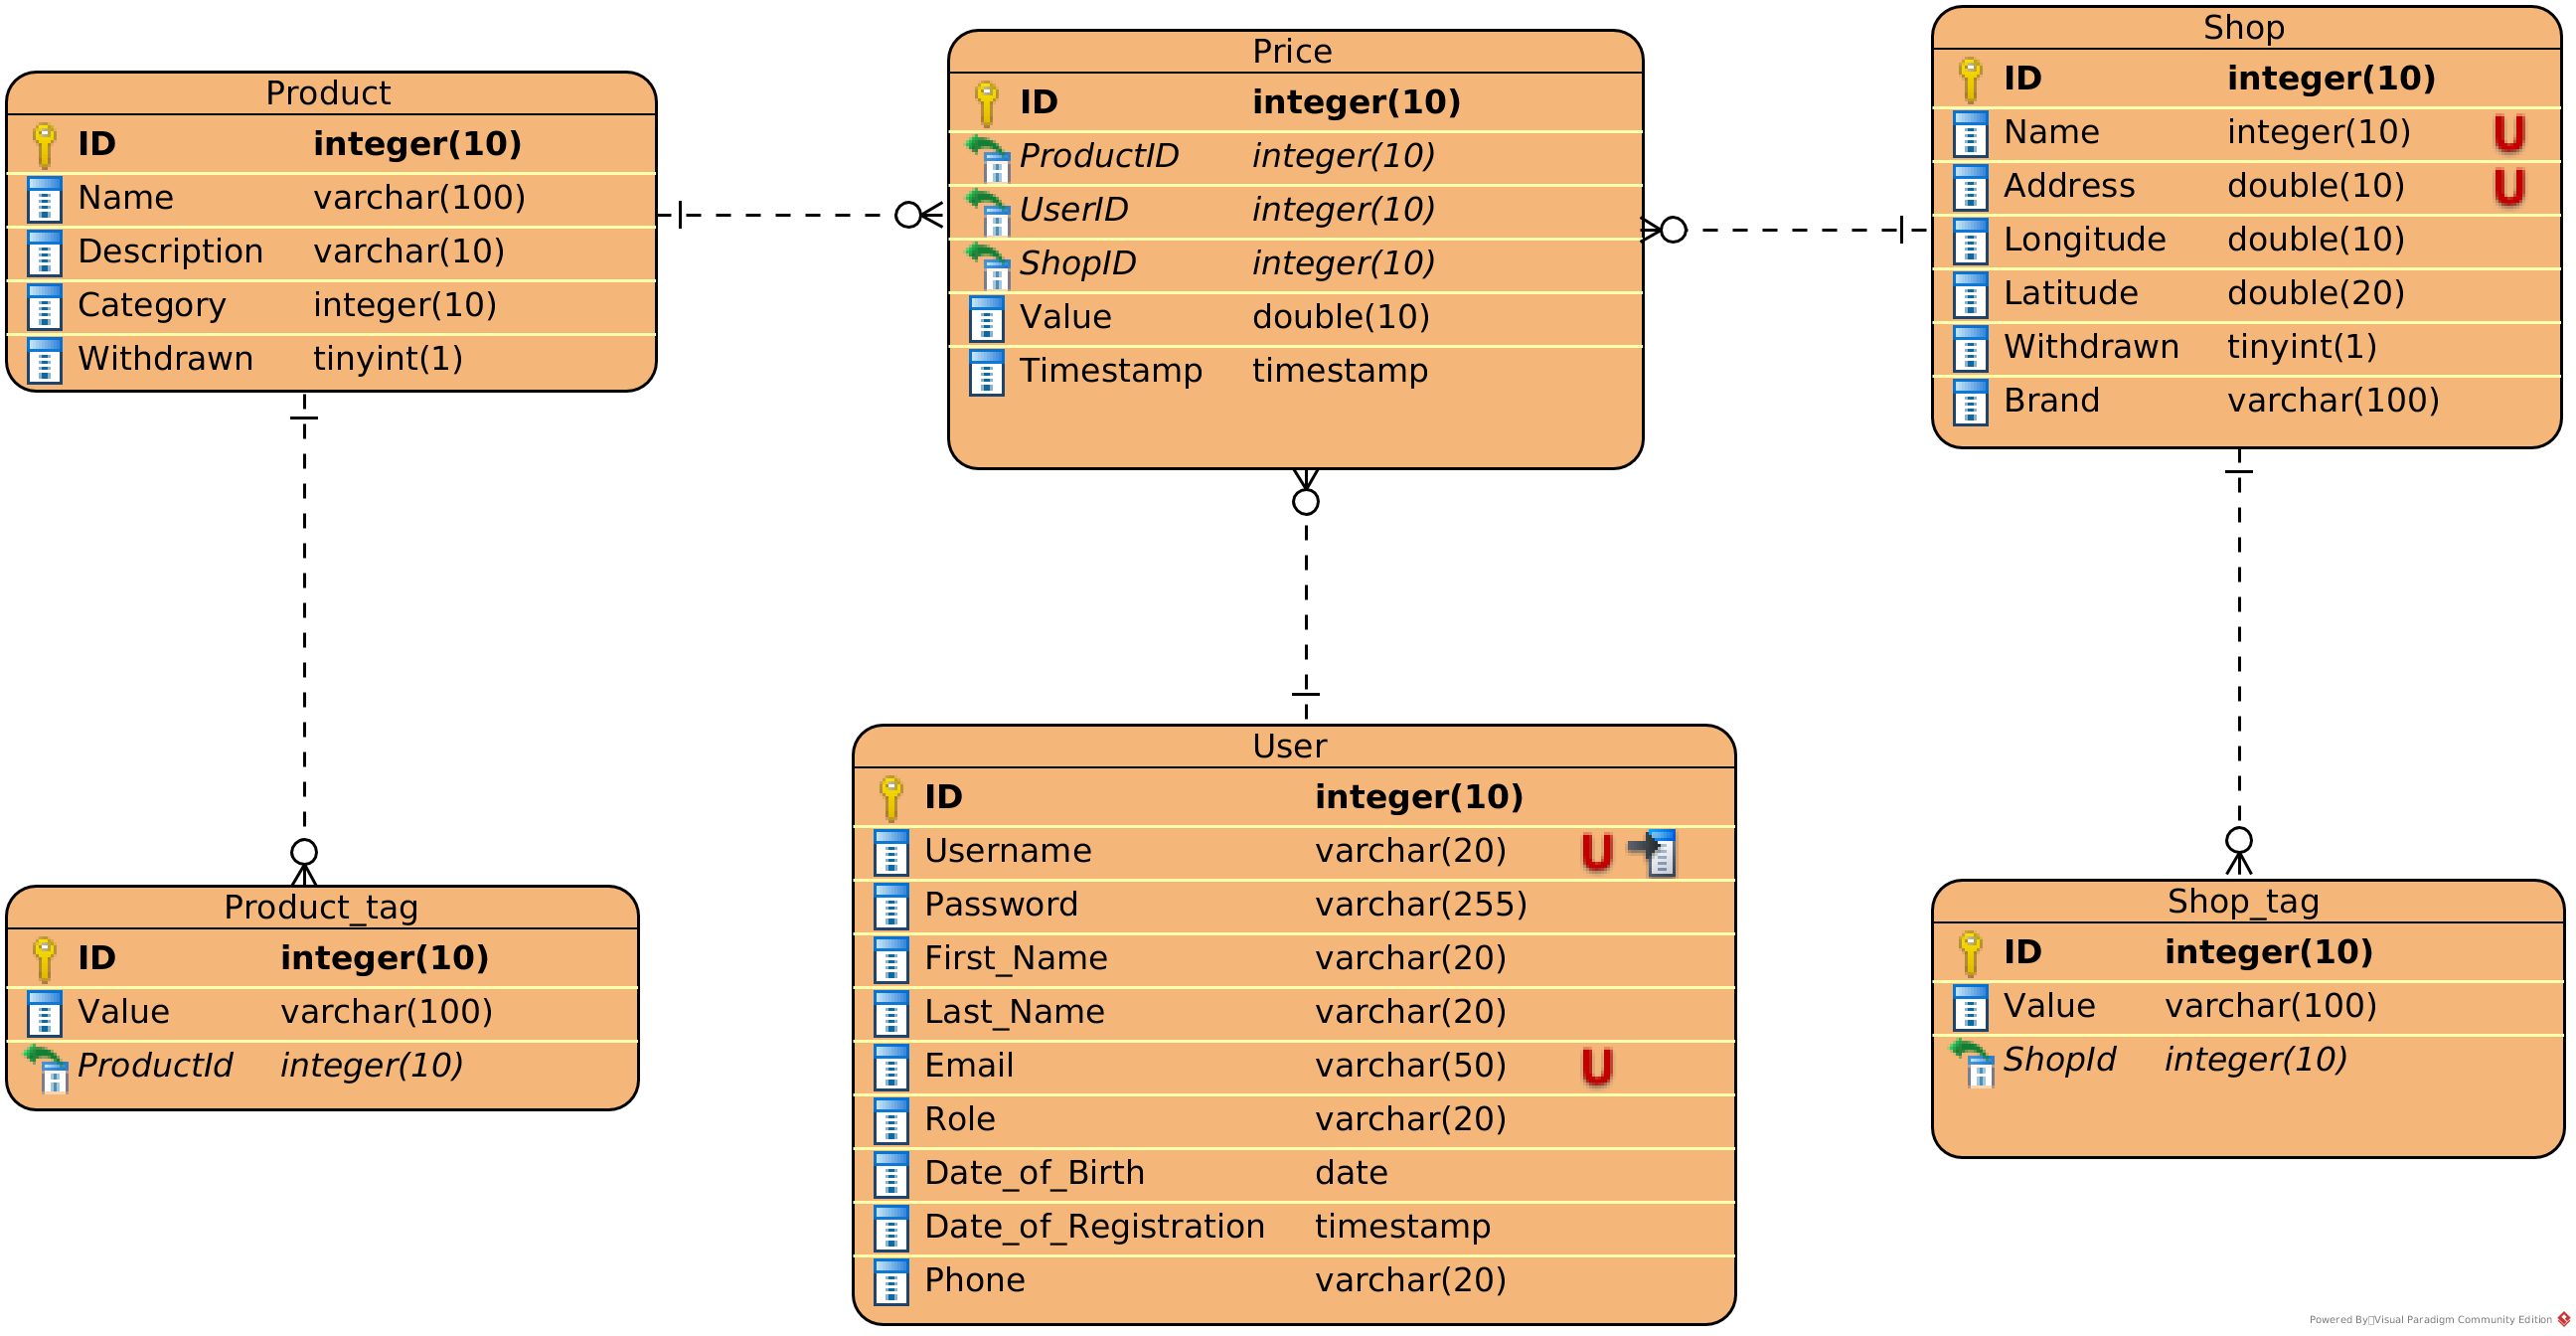 Product
ID integer(10)
Name varchar(100)
Description varchar(10)
Category integer(10)
Withdrawn tinyint(1)
Price
ID integer(10)
ProductID integer(10)
UserID integer(10)
ShopID integer(10)
Value double(10)
Timestamp timestamp
Shop
ID integer(10)
Name integer(10) U
Address double(10) U
Longitude double(10)
Latitude double(20)
Withdrawn tinyint(1)
Brand varchar(100)
Product_tag
ID integer(10)
Value varchar(100)
ProductId integer(10)
User
ID integer(10)
Username varchar(20) U
Password varchar(255)
First_Name varchar(20)
Last_Name varchar(20)
Email varchar(50) U
Role varchar(20)
Date_of_Birth date
Date_of_Registration timestamp
Phone varchar(20)
Shop_tag
ID integer(10)
Value varchar(100)
ShopId integer(10)
Powered By Visual Paradigm Community Edition